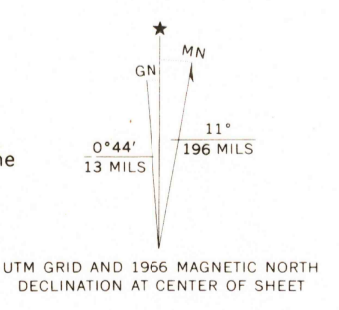 ★
MN
GN
11°
0°44′
196 MILS
13 MILS
ne
UTM GRID AND 1966 MAGNETIC NORTH
DECLINATION AT CENTER OF SHEET